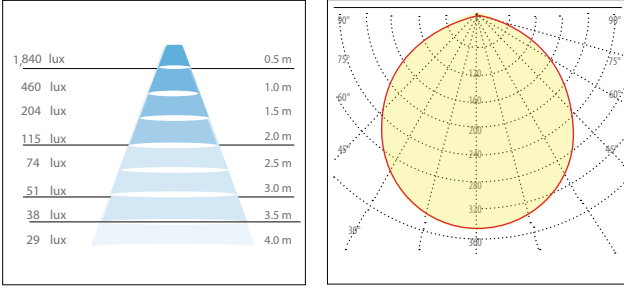 1,840 lux 0.5 m
460 lux 1.0 m
204 lux 1.5 m
115 lux 2.0 m
74 lux 2.5 m
51 lux 3.0 m
38 lux 3.5 m
29 lux 4.0 m
90° 90°
75° 75°
60° 60°
45° 45°
30°
120
160
200
240
280
320
360